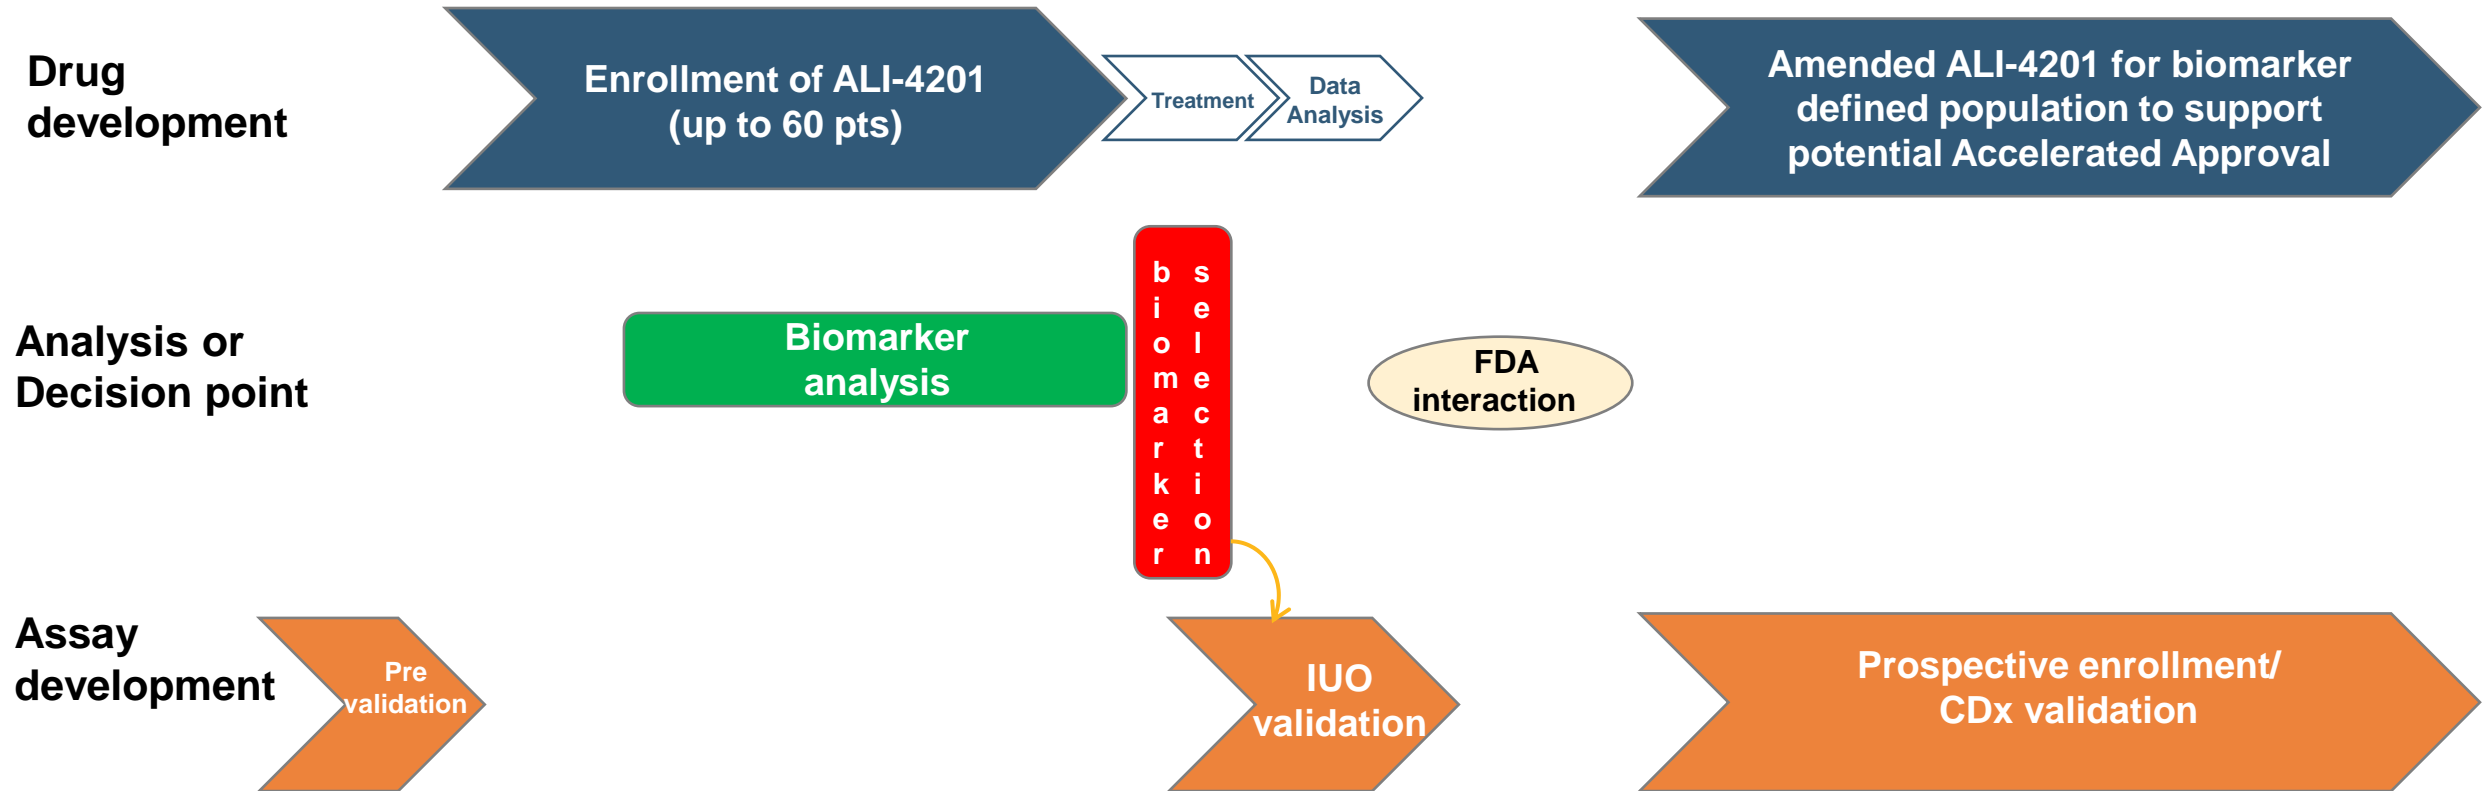 Drug
development
Enrollment of ALI-4201
(up to 60 pts)
Treatment
Data
Analysis
Amended ALI-4201 for biomarker
defined population to support
potential Accelerated Approval
Analysis or
Decision point
Biomarker
analysis
biomarker
selection
FDA
interaction
Assay
development
Pre
validation
IUO
validation
Prospective enrollment/
CDx validation